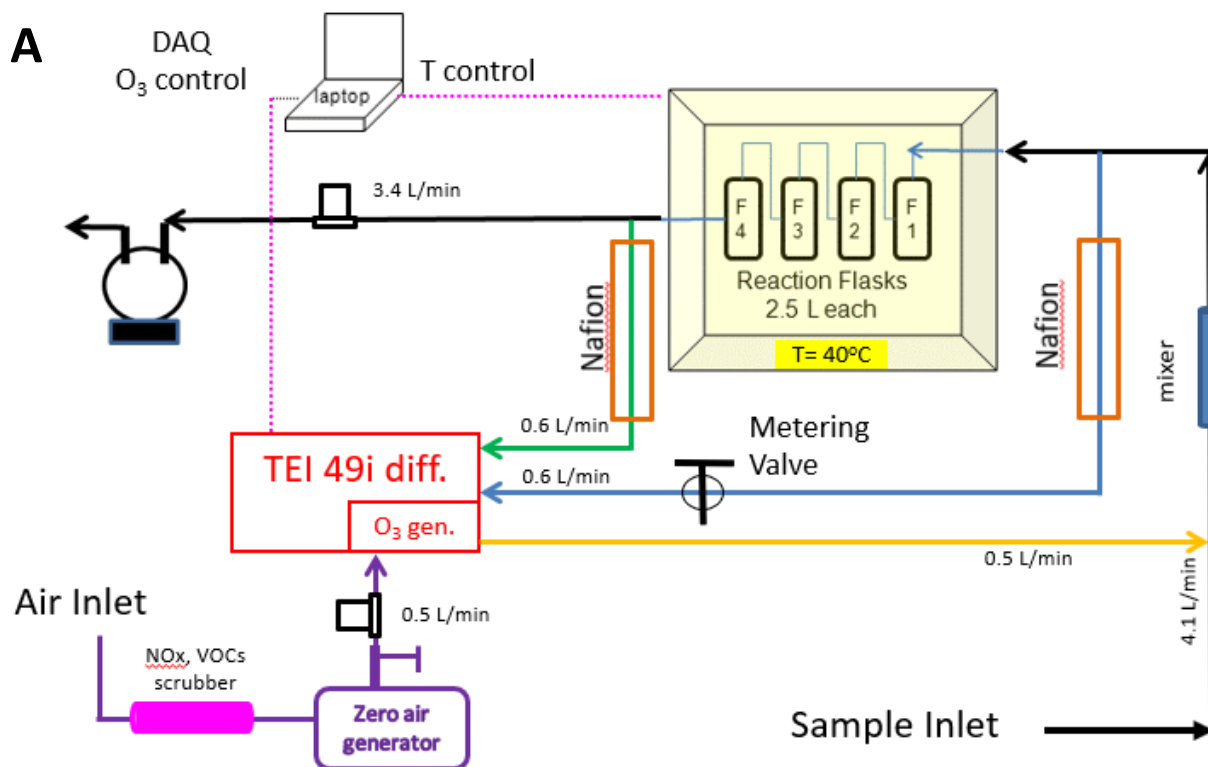 A
DAQ
O₃ control
laptop
T control
3.4 L/min
F
4
F
3
F
2
F
1
Reaction Flasks
2.5 L each
T= 40⁰C
Nafion
Nafion
mixer
0.6 L/min
Metering
Valve
TEI 49i diff.
0.6 L/min
O₃ gen.
0.5 L/min
4.1 L/min
Air Inlet
0.5 L/min
NOx, VOCs
scrubber
Zero air
generator
Sample Inlet